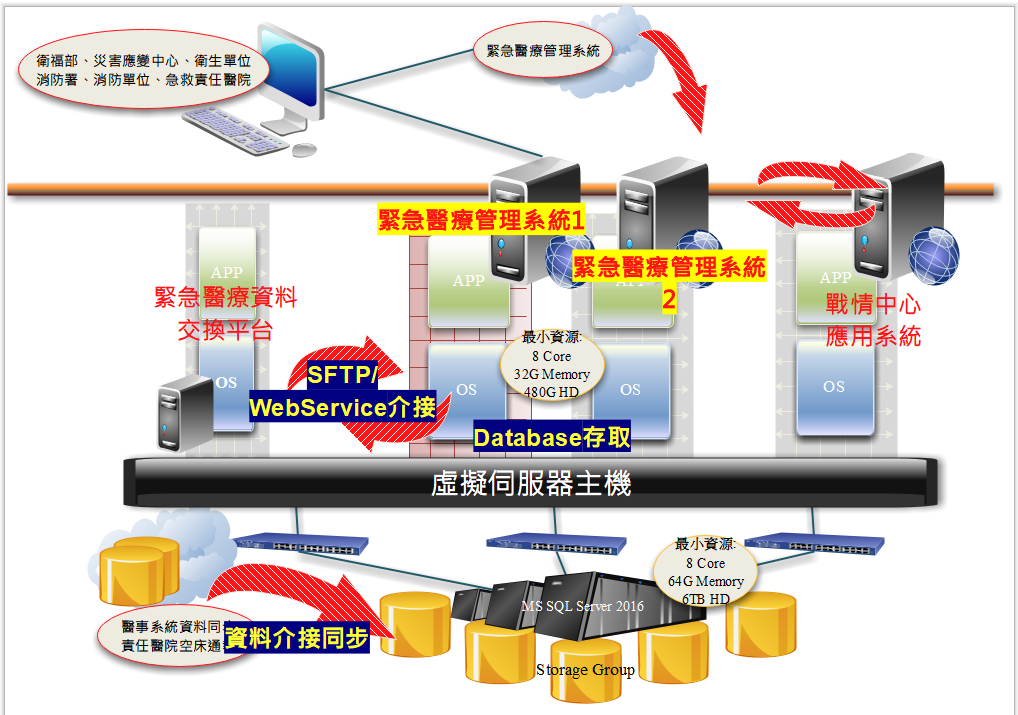 衛福部、災害應變中心、衛生單位
消防署、消防單位、急救責任醫院
緊急醫療管理系統
緊急醫療管理系統1
緊急醫療管理系統
2
APP
APP
APP
APP
緊急醫療資料
交換平台
戰情中心
應用系統
最小資源:
8 Core
32G Memory
480G HD
OS
OS
OS
OS
SFTP/
WebService介接
Database存取
虛擬伺服器主機
最小資源:
8 Core
64G Memory
6TB HD
MS SQL Server 2016
醫事系統資料同
責任醫院空床通
資料介接同步
Storage Group